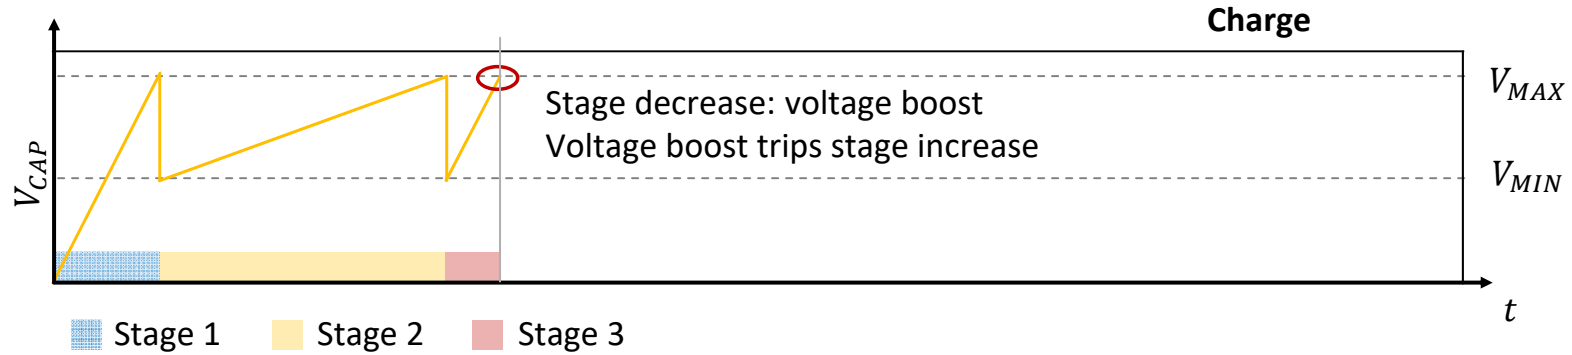 Charge
V_MAX
Stage decrease: voltage boost
Voltage boost trips stage increase
V_CAP
V_MIN
t
Stage 1 Stage 2 Stage 3